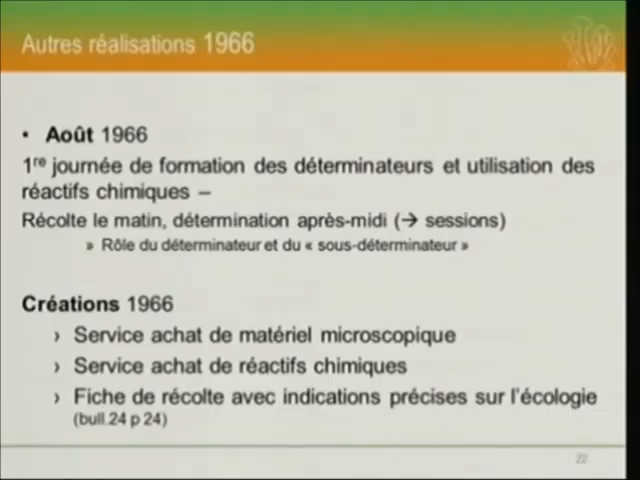 Autres réalisations 1966
• Août 1966
1re journée de formation des déterminateurs et utilisation des
réactifs chimiques –
Récolte le matin, détermination après-midi (→ sessions)
» Rôle du déterminateur et du « sous-déterminateur »
Créations 1966
› Service achat de matériel microscopique
› Service achat de réactifs chimiques
› Fiche de récolte avec indications précises sur l'écologie
(bull.24 p 24)
22